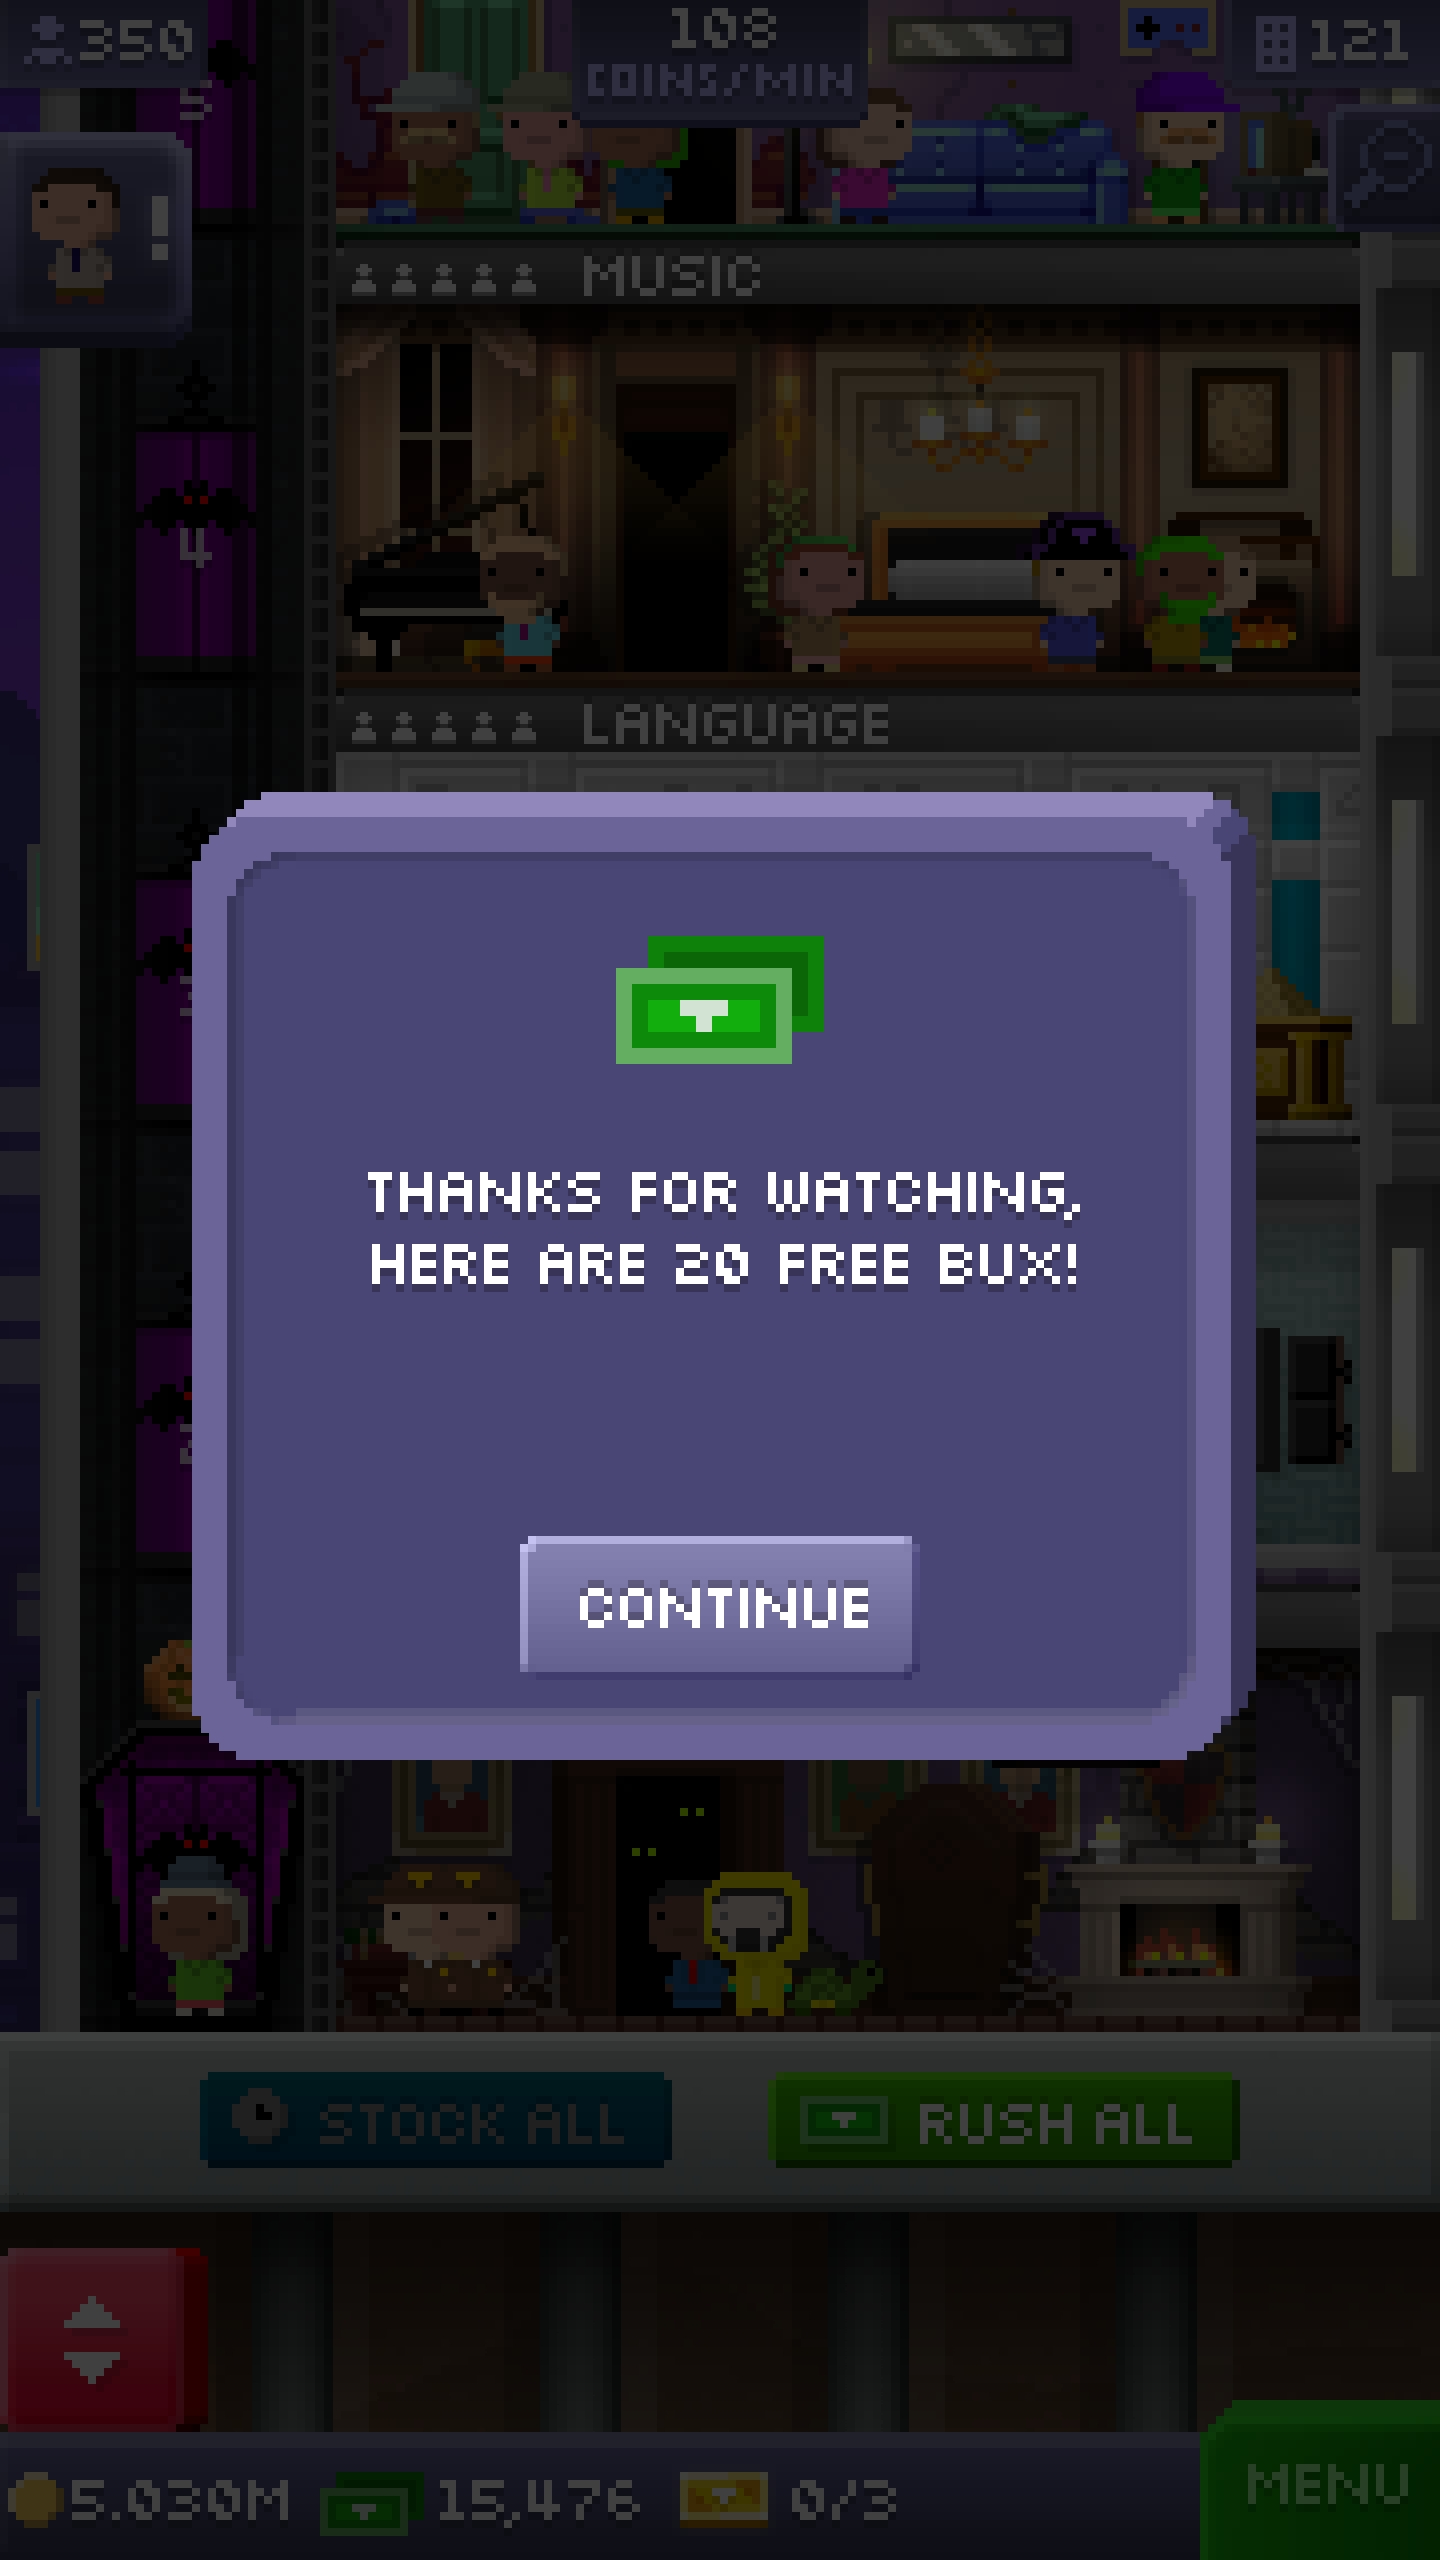 350
108
COINS/MIN
121
5
!
MUSIC
4
LANGUAGE
THANKS FOR WATCHING,
HERE ARE 20 FREE BUX!
CONTINUE
STOCK ALL
RUSH ALL
5.030M
15,476
0/3
MENU